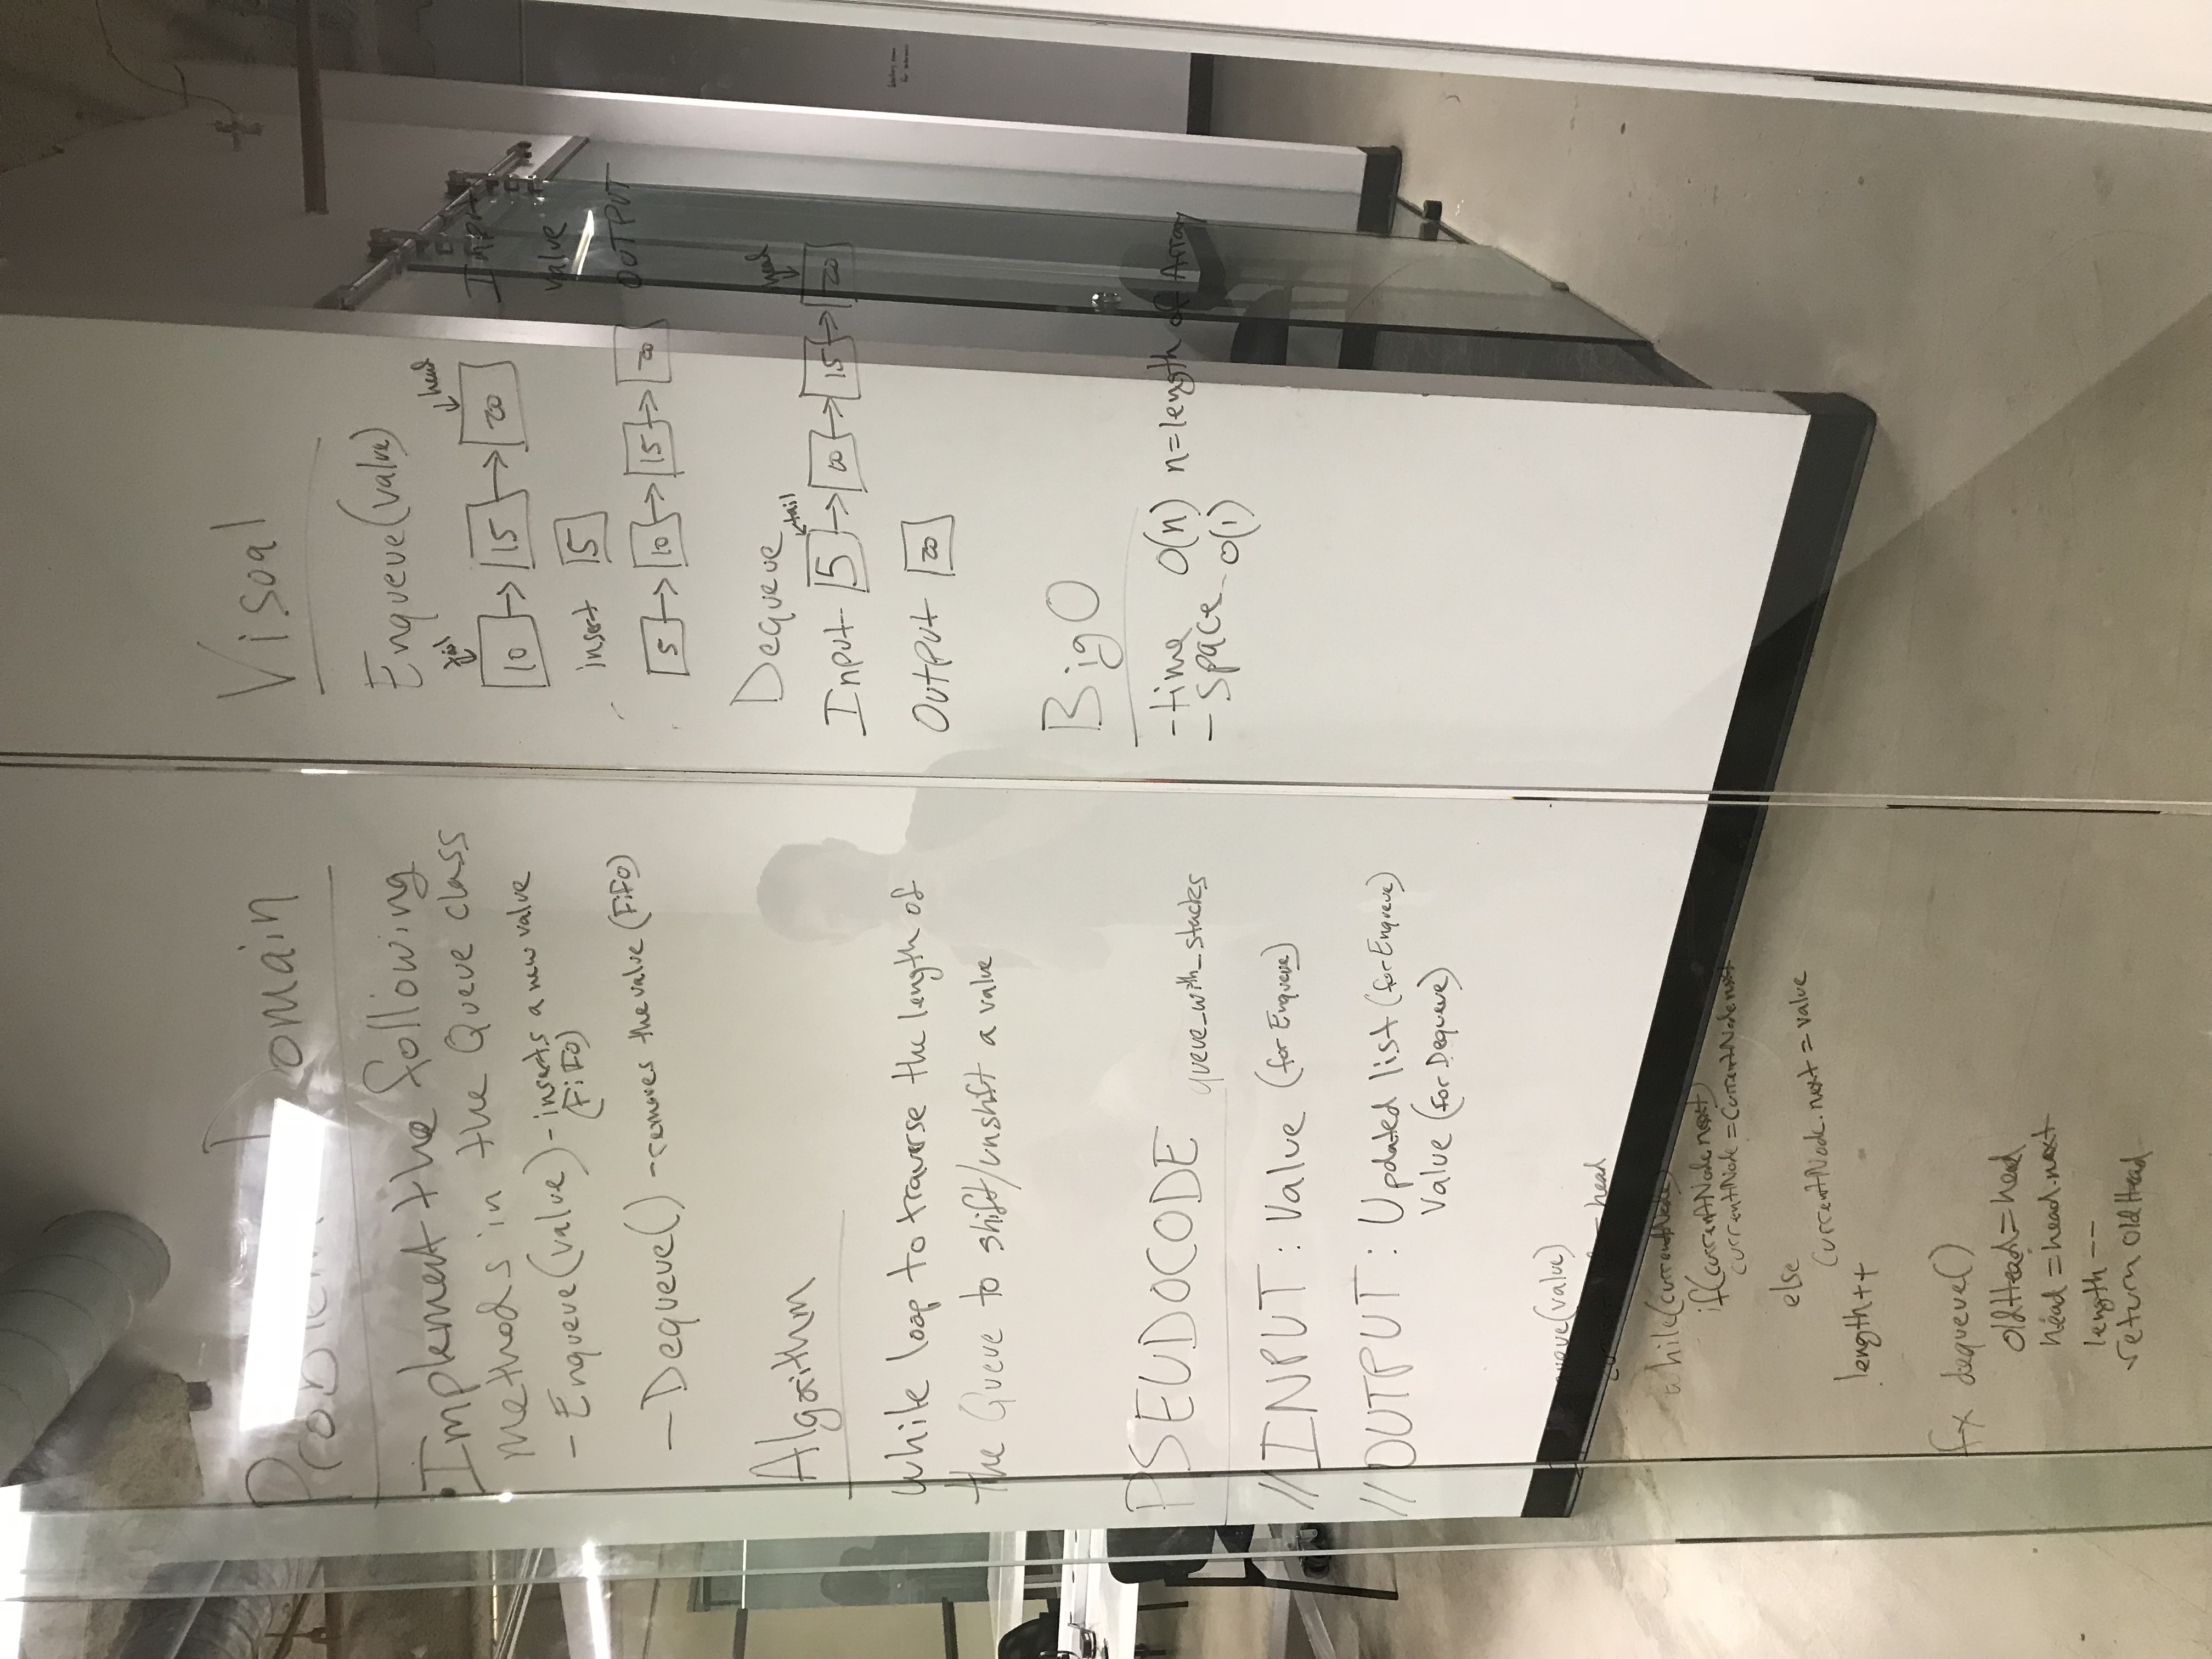 Problem Domain
Implement the following
methods in the Queue class
- Enqueue(value) - inserts a new value
(FiFo)
- Dequeue() - removes the value (FiFo)
Algorithm
while loop to traverse the length of
the Queue to shift/unshift a value
PSEUDOCODE queue_with_stacks
// INPUT: Value (for Enqueue)
// OUTPUT: Updated list (for Enqueue)
Value (for Dequeue)
enqueue(value)
= head
while(currentNode)
if(currentNode.next)
currentNode = currentNode.next
else
currentNode.next = value
length++
fx dequeue()
oldHead = head
head = head.next
length --
return oldHead
Visoal
Enqueue(value)
tail head
10 → 15 → 20
insert 5
5 → 10 → 15 → 20
Input
value
OUTPUT
Dequeue
tail head
Input 5 → 10 → 15 → 20
Output 20
Big O
- time O(n) n = length of Array
- space O(1)